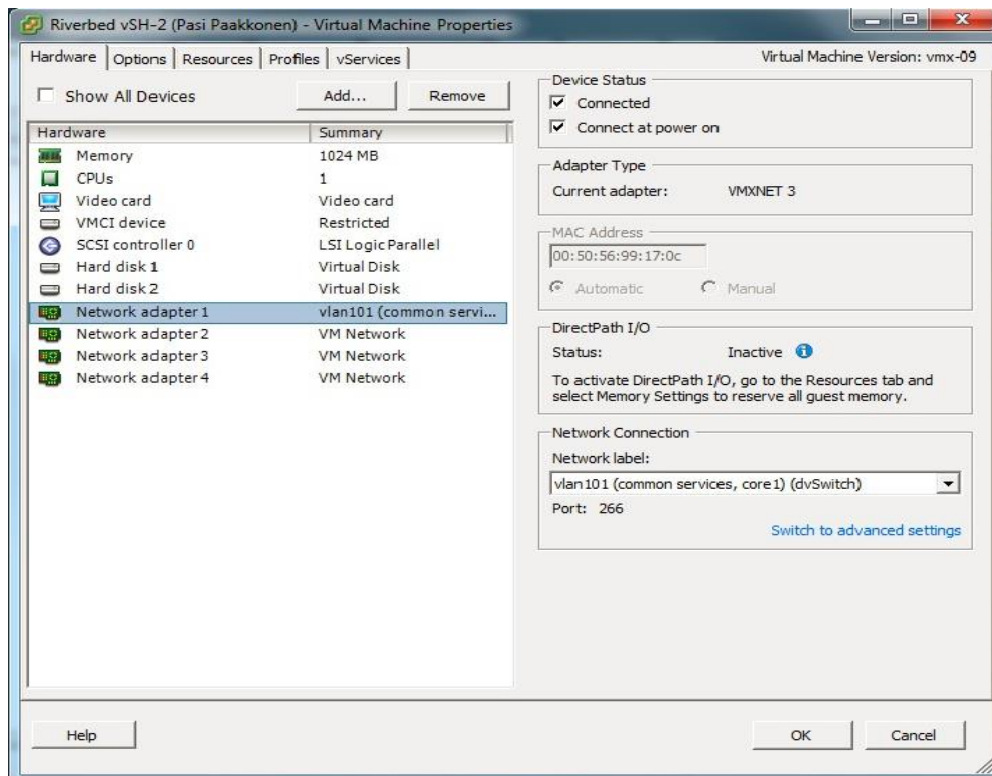 Riverbed vSH-2 (Pasi Paakkonen) - Virtual Machine Properties
Hardware Options Resources Profiles vServices Virtual Machine Version: vmx-09
Show All Devices Add... Remove
Hardware Summary
Memory 1024 MB
CPUs 1
Video card Video card
VMCI device Restricted
SCSI controller 0 LSI Logic Parallel
Hard disk 1 Virtual Disk
Hard disk 2 Virtual Disk
Network adapter 1 vlan101 (common servi...
Network adapter 2 VM Network
Network adapter 3 VM Network
Network adapter 4 VM Network
Device Status
Connected
Connect at power on
Adapter Type
Current adapter: VMXNET 3
MAC Address
00:50:56:99:17:0c
Automatic Manual
DirectPath I/O
Status: Inactive
To activate DirectPath I/O, go to the Resources tab and
select Memory Settings to reserve all guest memory.
Network Connection
Network label:
vlan101 (common services, core1) (dvSwitch)
Port: 266
Switch to advanced settings
Help OK Cancel